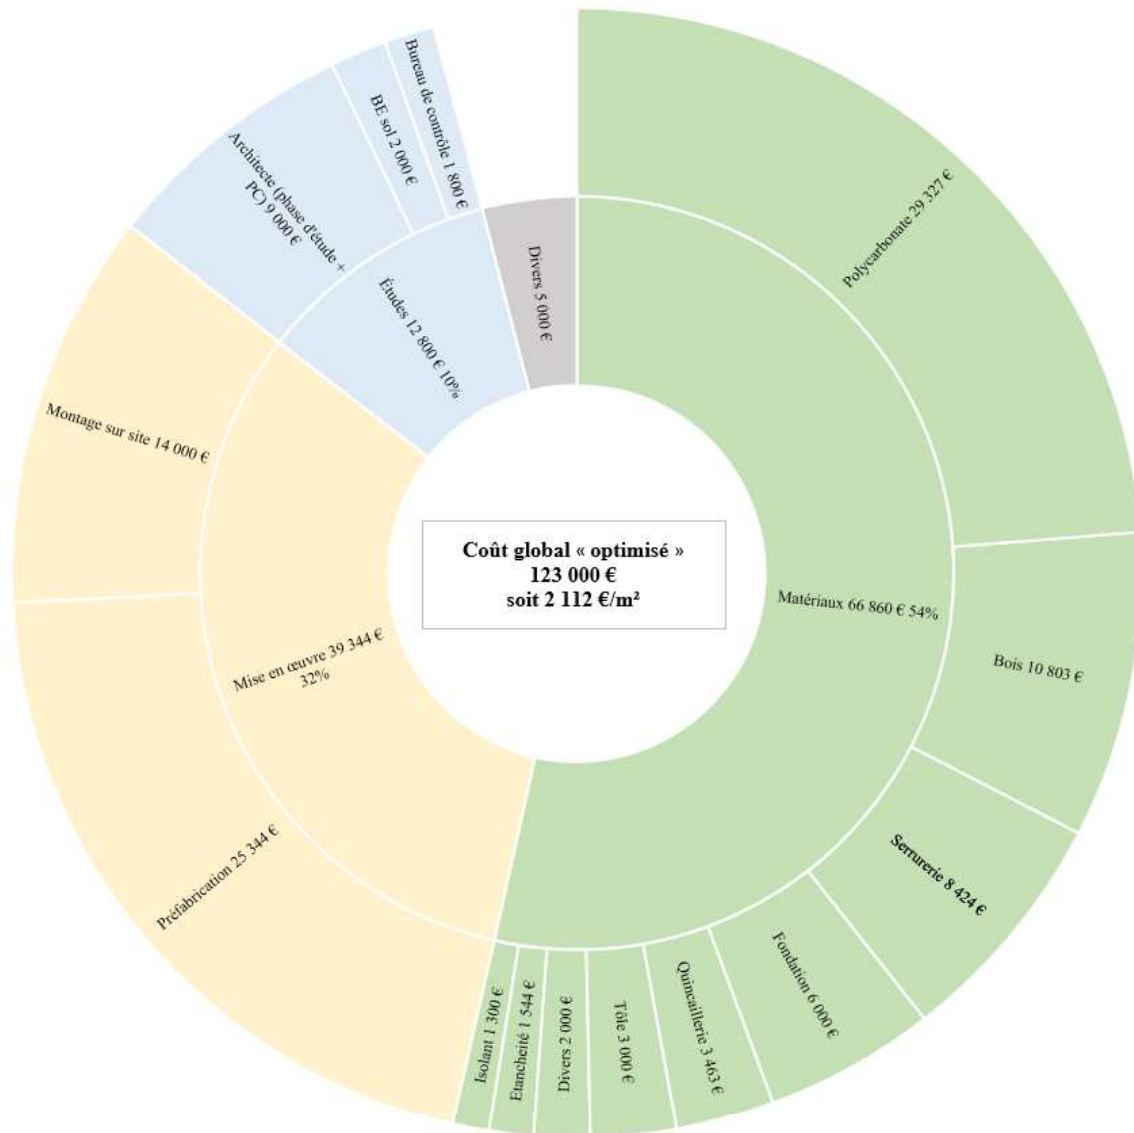 Coût global « optimisé »
123 000 €
soit 2 112 €/m²
Matériaux 66 860 € 54%
Polycarbonate 29 327 €
Bois 10 803 €
Serrurerie 8 424 €
Fondation 6 000 €
Quincaillerie 3 463 €
Tôle 3 000 €
Divers 2 000 €
Etancheité 1 544 €
Isolant 1 300 €
Mise en œuvre 39 344 €
32%
Préfabrication 25 344 €
Montage sur site 14 000 €
Études 12 800 € 10%
Architecte (phase d'étude +
PC) 9 000 €
BE sol 2 000 €
Bureau de contrôle 1 800 €
Divers 5 000 €